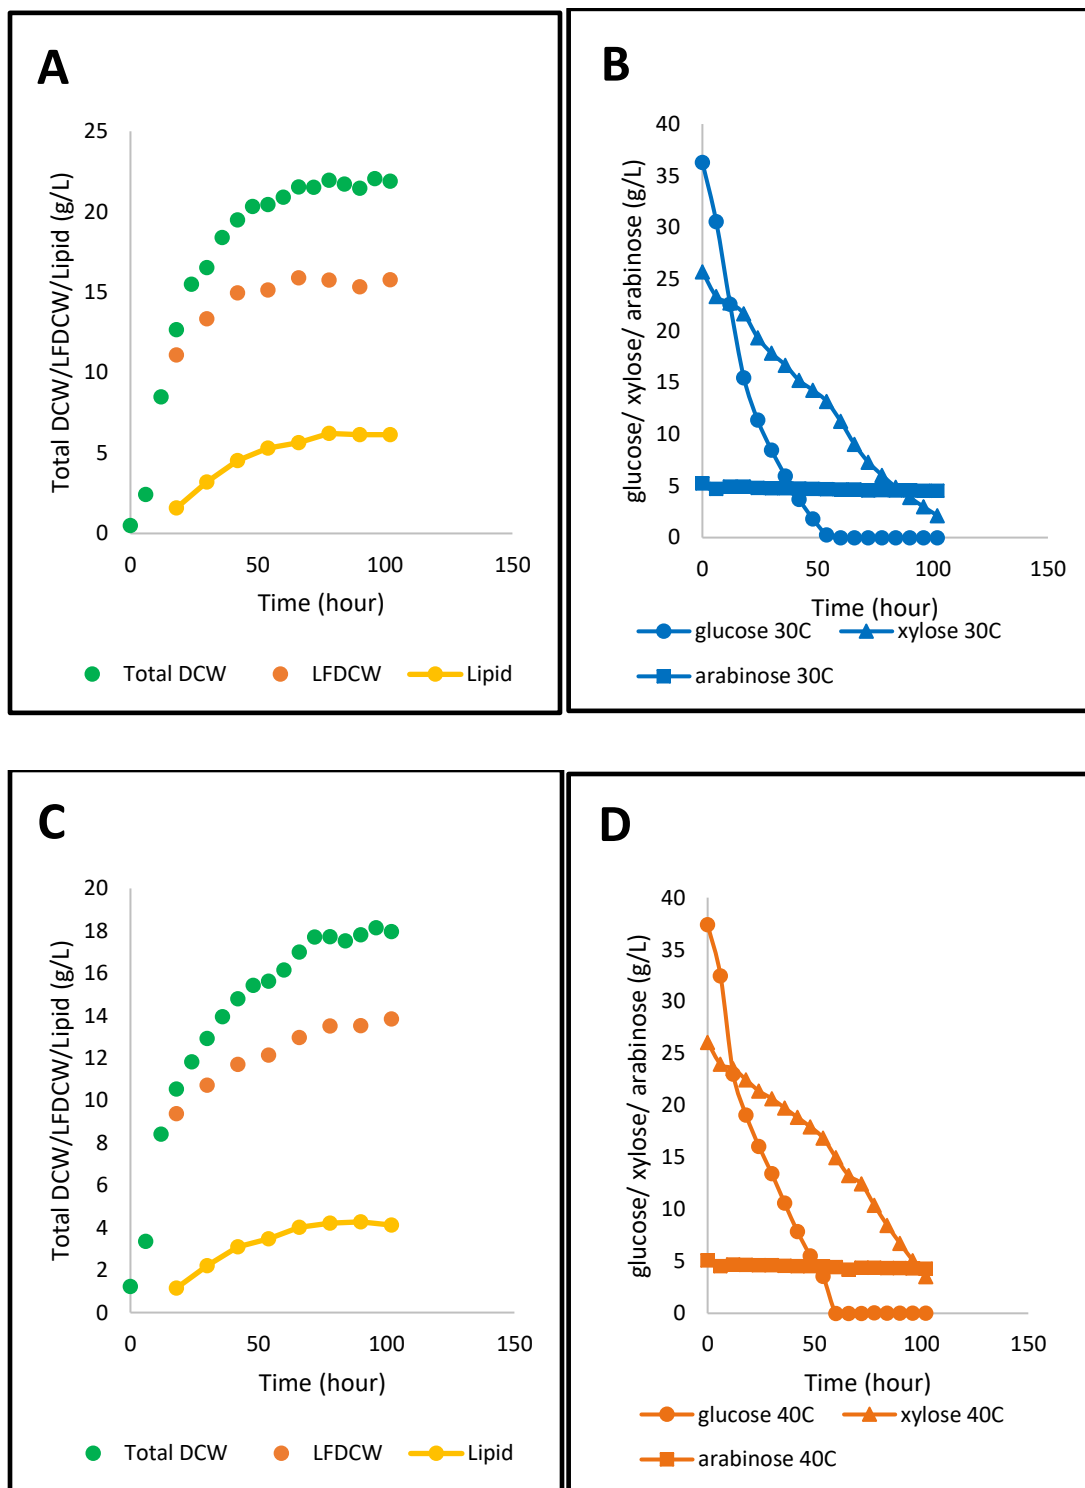 A
Total DCW/LFDCW/Lipid (g/L)
25
20
15
10
5
0
0 50 100 150
Time (hour)
Total DCW LFDCW Lipid
B
glucose/ xylose/ arabinose (g/L)
40
35
30
25
20
15
10
5
0
0 50 100 150
Time (hour)
glucose 30C xylose 30C
arabinose 30C
C
Total DCW/LFDCW/Lipid (g/L)
20
18
16
14
12
10
8
6
4
2
0
0 50 100 150
Time (hour)
Total DCW LFDCW Lipid
D
glucose/ xylose/ arabinose (g/L)
40
35
30
25
20
15
10
5
0
0 50 100 150
Time (hour)
glucose 40C xylose 40C
arabinose 40C